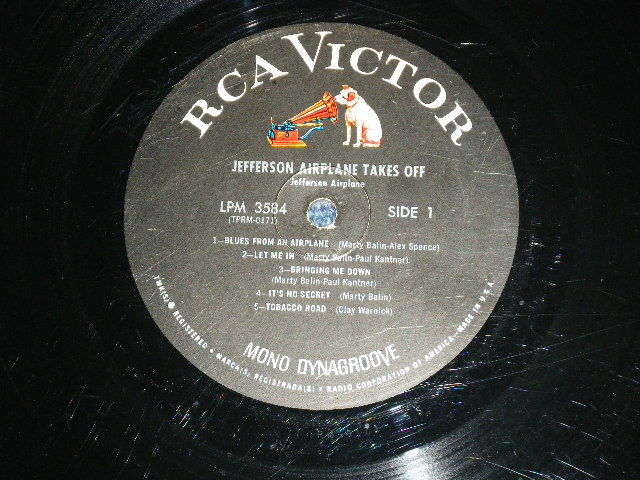 RCA VICTOR
JEFFERSON AIRPLANE TAKES OFF
Jefferson Airplane
LPM 3584
(TPRM-0171)
SIDE 1
1—BLUES FROM AN AIRPLANE (Marty Balin-Alex Spence)
2—LET ME IN (Marty Balin-Paul Kantner)
3—BRINGING ME DOWN
(Marty Balin-Paul Kantner)
4—IT'S NO SECRET (Marty Balin)
5—TOBACCO ROAD (Clay Warnick)
MONO DYNAGROOVE
TMK(S) ® REGISTERED • MARCA(S) REGISTRADA(S) • RADIO CORPORATION OF AMERICA—MADE IN U.S.A.